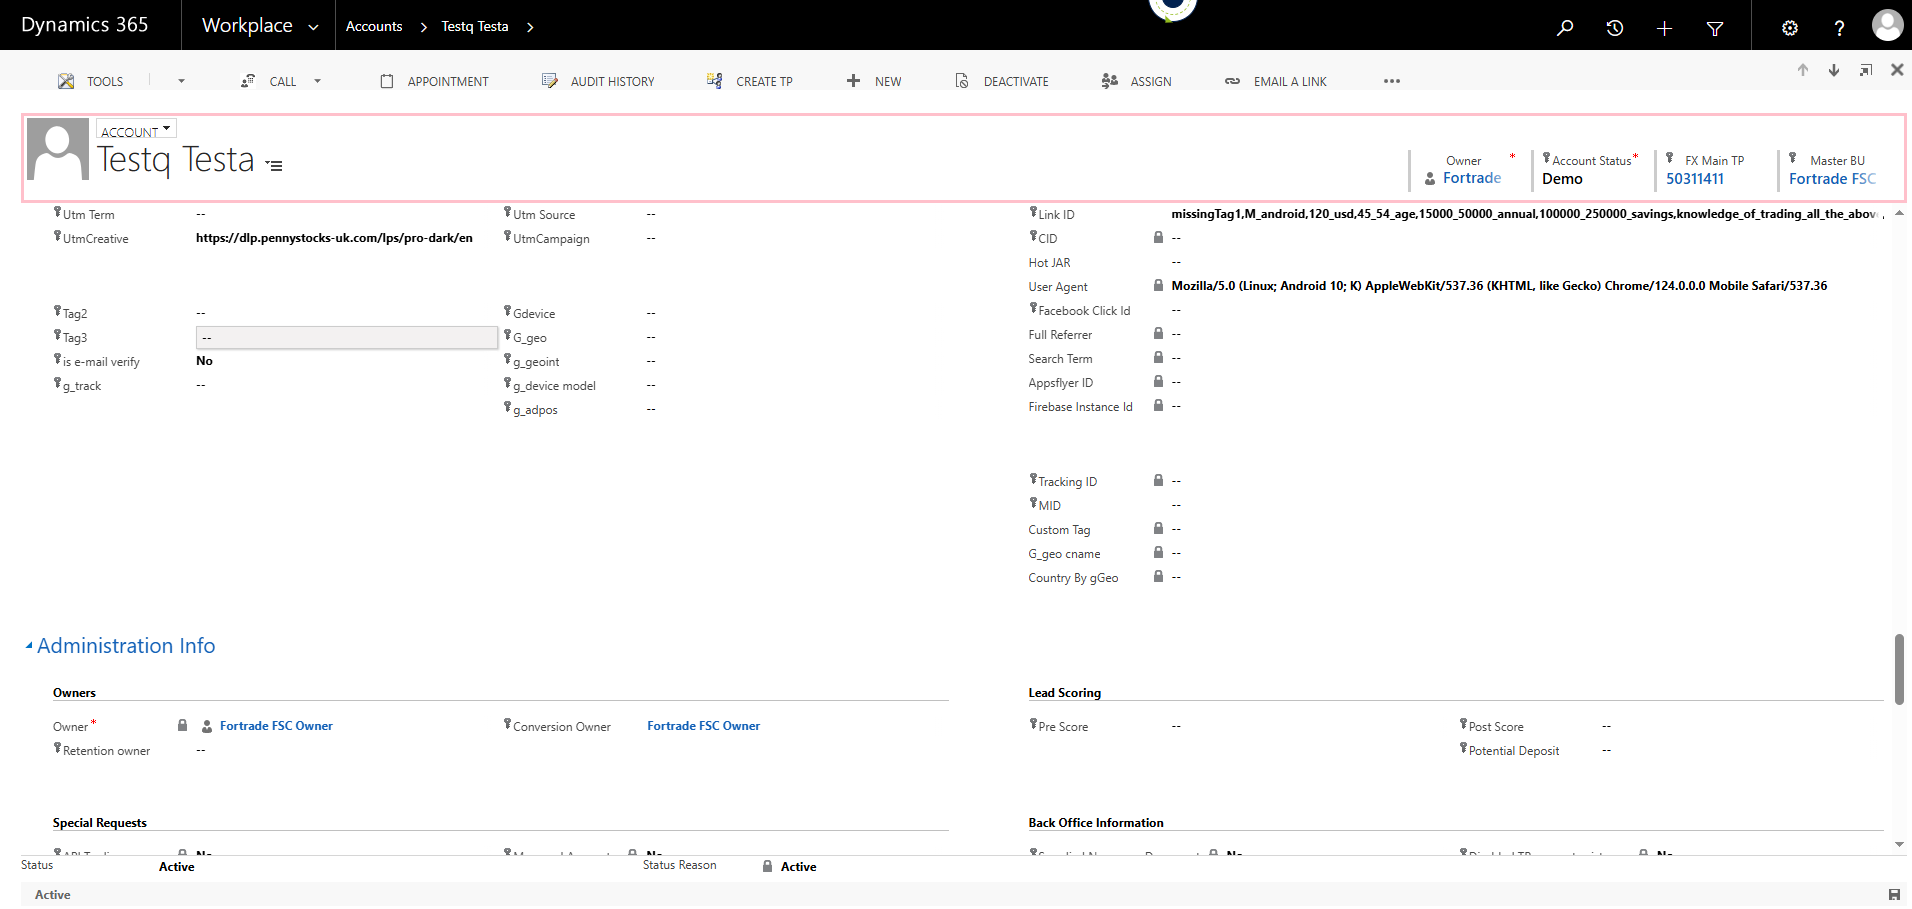 Dynamics 365 Workplace Accounts Testq Testa
TOOLS CALL APPOINTMENT AUDIT HISTORY CREATE TP NEW DEACTIVATE ASSIGN EMAIL A LINK
ACCOUNT
Testq Testa
Owner* Account Status* FX Main TP Master BU
Fortrade Demo 50311411 Fortrade FSC
Utm Term -- Utm Source -- Link ID missingTag1,M_android,120_usd,45_54_age,15000_50000_annual,100000_250000_savings,knowledge_of_trading_all_the_above,
UtmCreative https://dlp.pennystocks-uk.com/lps/pro-dark/en UtmCampaign -- CID --
Hot JAR --
User Agent Mozilla/5.0 (Linux; Android 10; K) AppleWebKit/537.36 (KHTML, like Gecko) Chrome/124.0.0.0 Mobile Safari/537.36
Tag2 -- Gdevice -- Facebook Click Id --
Tag3 -- G_geo -- Full Referrer --
is e-mail verify No g_geoint -- Search Term --
g_track -- g_device model -- Appsflyer ID --
g_adpos -- Firebase Instance Id --
Tracking ID --
MID --
Custom Tag --
G_geo cname --
Country By gGeo --
Administration Info
Owners Lead Scoring
Owner* Fortrade FSC Owner Conversion Owner Fortrade FSC Owner Pre Score -- Post Score --
Retention owner -- Potential Deposit --
Special Requests Back Office Information
No No No No
Status Active Status Reason Active
Active